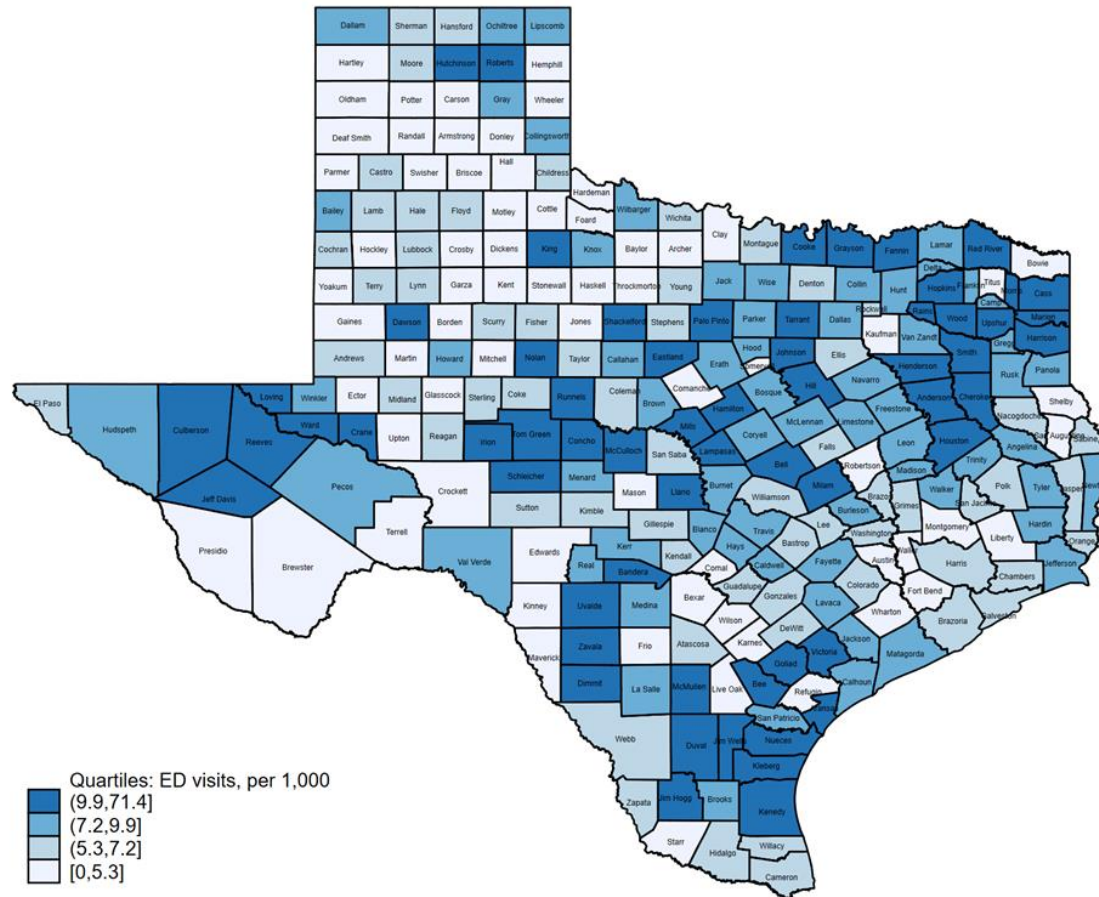 Dallam Sherman Hansford Ochiltree Lipscomb
Hartley Moore Hutchinson Roberts Hemphill
Oldham Potter Carson Gray Wheeler
Deaf Smith Randall Armstrong Donley Collingsworth
Parmer Castro Swisher Briscoe Hall Childress
Hardeman
Bailey Lamb Hale Floyd Motley Cottle Foard Wilbarger Wichita
Clay Montague Cooke Grayson Fannin Lamar Red River Bowie
Cochran Hockley Lubbock Crosby Dickens King Knox Baylor Archer
Delta Franklin Titus Hopkins Camp Cass
Yoakum Terry Lynn Garza Kent Stonewall Haskell Throckmorton Young Jack Wise Denton Collin Hunt
Rockwall Rains Wood Upshur Marion
Gaines Dawson Borden Scurry Fisher Jones Shackelford Stephens Palo Pinto Parker Tarrant Dallas Kaufman Van Zandt Gregg Harrison
Andrews Martin Howard Mitchell Nolan Taylor Callahan Eastland Erath Hood Johnson Ellis Henderson Smith Rusk Panola
El Paso Hudspeth Culberson Reeves Loving Winkler Ector Midland Glasscock Sterling Coke Runnels Coleman Brown Comanche Bosque Hill Navarro Anderson Cherokee Shelby
Nacogdoches
Ward Crane Upton Reagan Irion Tom Green Concho McCulloch San Saba Mills Hamilton Lampasas Coryell McLennan Limestone Freestone Leon Houston Angelina Sabine
Falls Bell Robertson Madison Trinity
Jeff Davis Pecos Crockett Schleicher Menard Mason Llano Burnet Williamson Milam Walker Polk Tyler
Sutton Kimble Gillespie Blanco Travis Lee Burleson Grimes
Presidio Brewster Terrell Val Verde Edwards Real Kerr Kendall Hays Bastrop Washington Montgomery Liberty Hardin
Bandera Comal Caldwell Fayette Austin Harris Jefferson Orange
Kinney Uvalde Medina Bexar Guadalupe Gonzales Colorado Fort Bend Chambers
Wilson Lavaca Wharton Brazoria Galveston
Maverick Zavala Frio Atascosa Karnes DeWitt Jackson Matagorda
Dimmit La Salle McMullen Live Oak Bee Goliad Victoria Calhoun
Refugio
San Patricio
Webb Duval Jim Wells Nueces
Kleberg
Zapata Jim Hogg Brooks Kenedy
Starr Hidalgo Willacy
Cameron
Quartiles: ED visits, per 1,000
(9.9,71.4]
(7.2,9.9]
(5.3,7.2]
[0,5.3]